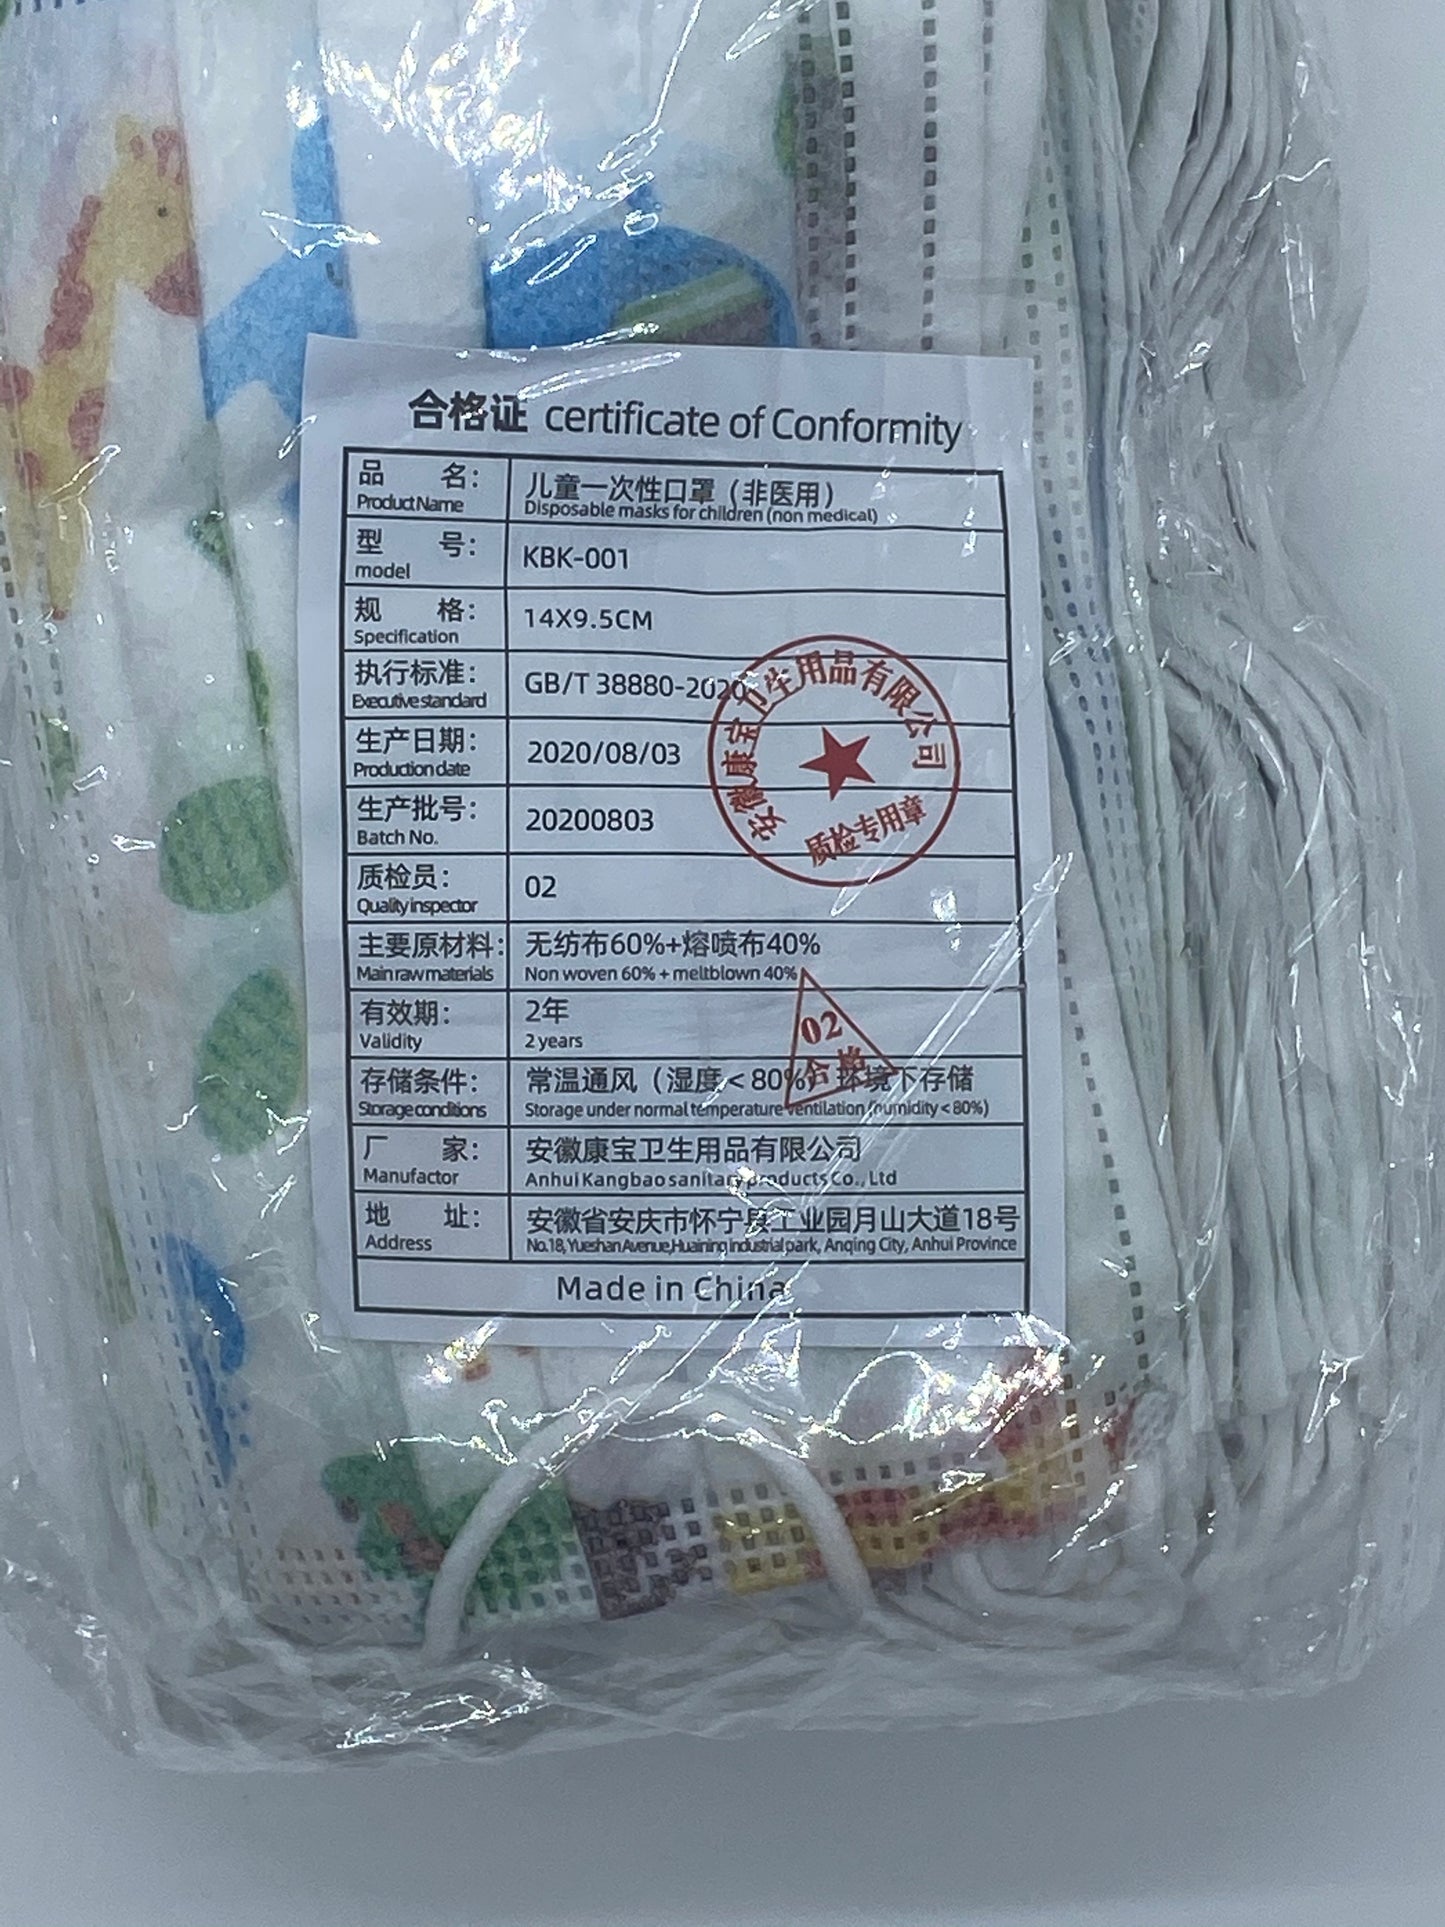 合格证 certificate of Conformity
品 名： 儿童一次性口罩（非医用）
Product Name Disposable masks for children (non medical)
型 号： KBK-001
model
规 格： 14X9.5CM
Specification
执行标准： GB/T 38880-2020
Executive standard
生产日期： 2020/08/03
Production date
生产批号： 20200803
Batch No.
质检员： 02
Quality inspector
主要原材料： 无纺布60%+熔喷布40%
Main raw materials Non woven 60% + meltblown 40%
有效期： 2年
Validity 2 years
存储条件： 常温通风（湿度＜80%）环境下存储
Storage conditions Storage under normal temperature ventilation (humidity < 80%)
厂 家： 安徽康宝卫生用品有限公司
Manufactor Anhui Kangbao sanitary products Co., Ltd
地 址： 安徽省安庆市怀宁县工业园月山大道18号
Address No.18, Yueshan Avenue, Huaining industrial park, Anqing City, Anhui Province
Made in China
安徽康宝卫生用品有限公司
质检专用章
02
合格